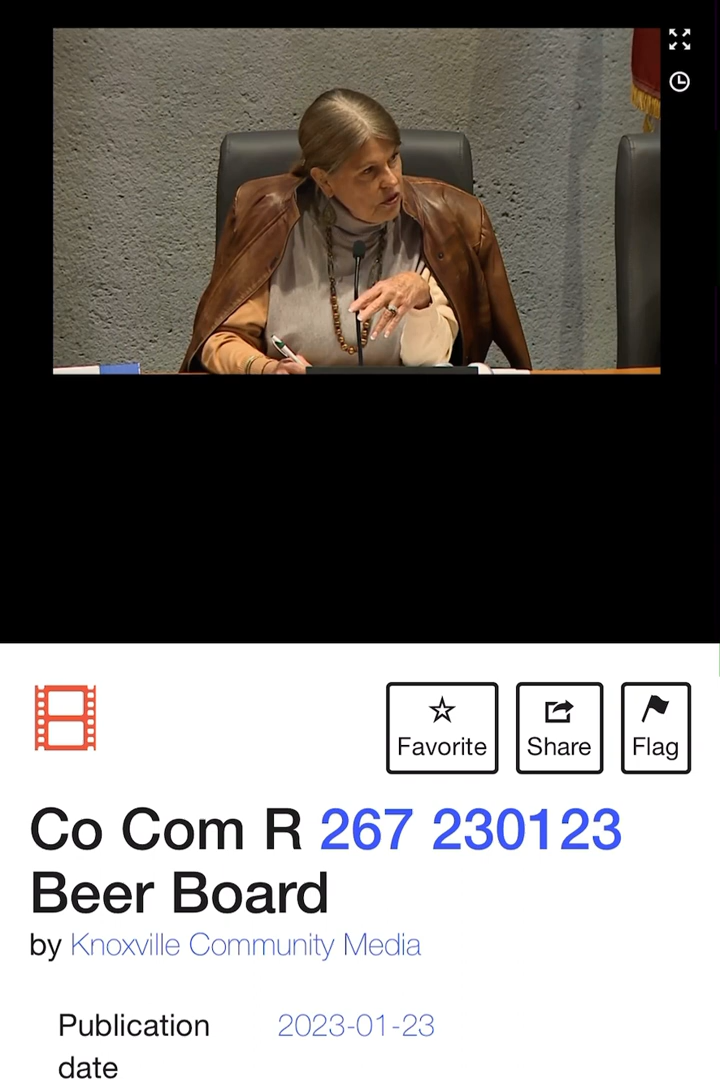 Favorite
Share
Flag
Co Com R 267 230123
Beer Board
by Knoxville Community Media
Publication 2023-01-23
date